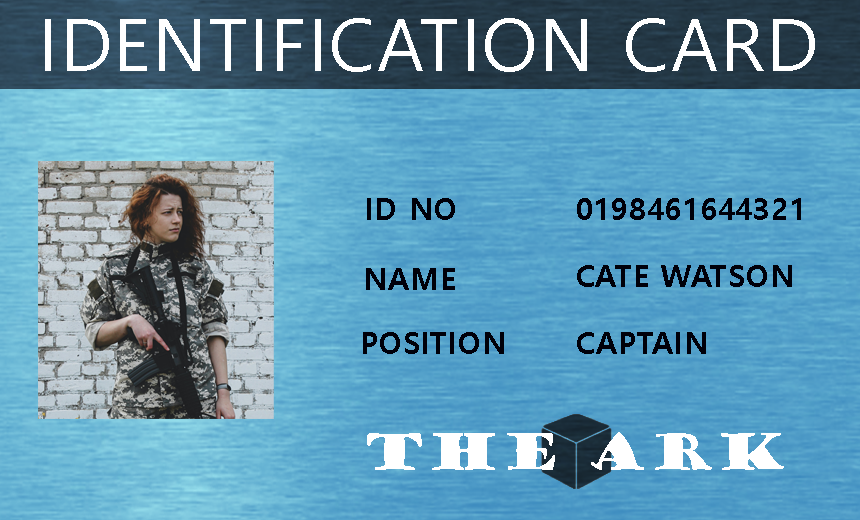 IDENTIFICATION CARD
ID NO 0198461644321
NAME CATE WATSON
POSITION CAPTAIN
THE ARK